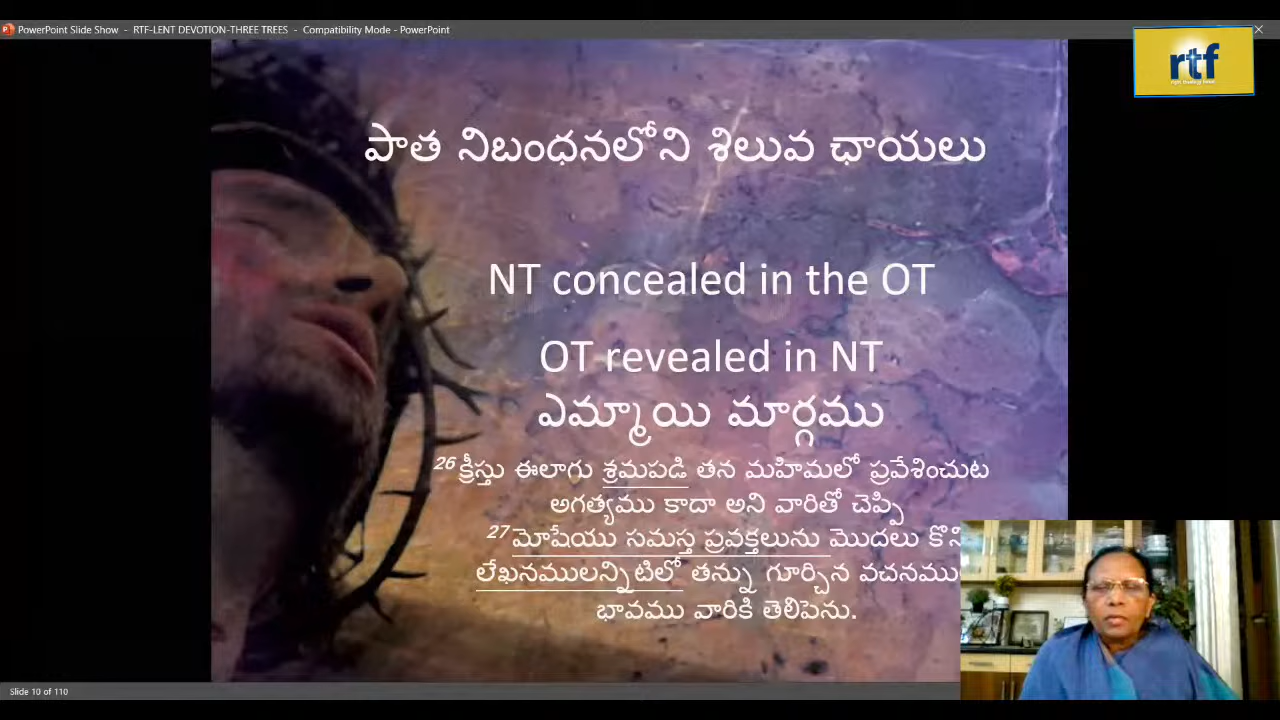 PowerPoint Slide Show - RTF-LENT DEVOTION-THREE TREES - Compatibility Mode - PowerPoint
rtf
పాత నిబంధనలోని శిలువ ఛాయలు
NT concealed in the OT
OT revealed in NT
ఎమ్మాయి మార్గము
26 క్రీస్తు ఈలాగు శ్రమపడి తన మహిమలో ప్రవేశించుట
అగత్యము కాదా అని వారితో చెప్పి
27 మోషేయు సమస్త ప్రవక్తలును మొదలు
లేఖనములన్నిటిలో తన్ను గూర్చిన
భావము వారికి తెలిపెను.
Slide 10 of 110